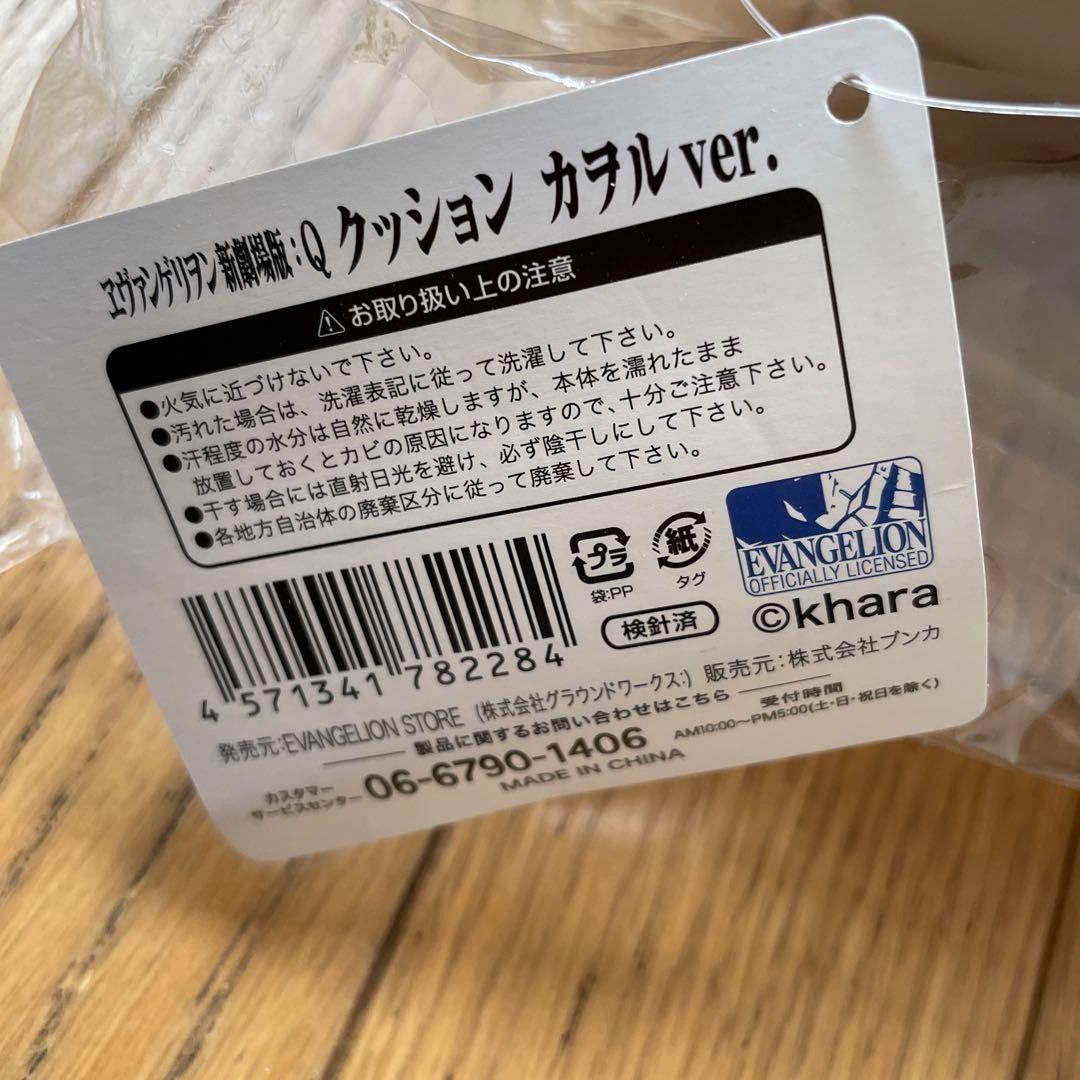 ヱヴァンゲリヲン新劇場版:Q クッション カヲルver.
⚠お取り扱い上の注意
●火気に近づけないで下さい。
●汚れた場合は、洗濯表記に従って洗濯して下さい。
●汗程度の水分は自然に乾燥しますが、本体を濡れたまま
放置しておくとカビの原因になりますので、十分ご注意下さい。
●干す場合には直射日光を避け、必ず陰干しにして下さい。
●各地方自治体の廃棄区分に従って廃棄して下さい。
プラ
袋:PP
紙
タグ
検針済
EVANGELION
OFFICIALLY LICENSED
©khara
4 571341 782284
発売元:EVANGELION STORE (株式会社グラウンドワークス:) 販売元:株式会社ブンカ
製品に関するお問い合わせはこちら
カスタマー
サービスセンター
06-6790-1406
受付時間
AM10:00〜PM5:00(土・日・祝日を除く)
MADE IN CHINA